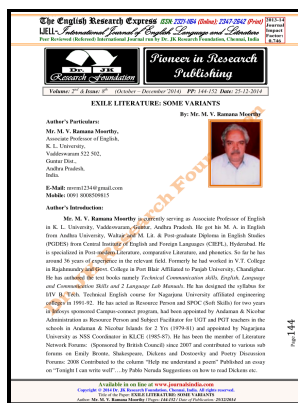 The English Research Express ISSN: 2321-1164 (Online); 2347-2642 (Print)
IJELL-International Journal of English Language and Literature
Peer Reviewed (Refereed) International Journal run by Dr. JK Research Foundation, Chennai, India
2013-14
Journal
Impact
Factor:
0.741
Dr. JK
Research Foundation
Pioneer in Research
Publishing
Volume: 2nd & Issue: 8th (October – December'2014) PP: 144-152 Date: 25-12-2014
EXILE LITERATURE: SOME VARIANTS
By: Mr. M. V. Ramana Moorthy
Author's Particulars:
Mr. M. V. Ramana Moorthy,
Associate Professor of English,
K. L. University,
Vaddeswaram 522 502,
Guntur Dist.,
Andhra Pradesh,
India.
E-Mail: msvrm1234@gmail.com
Mobile: 0091 8008509815
Author's Introduction:
Mr. M. V. Ramana Moorthy is currently serving as Associate Professor of English
in K. L. University, Vaddeswaram, Guntur, Andhra Pradesh. He got his M. A. in English
from Andhra University, Waltair and M. Lit. & Post-graduate Diploma in English Studies
(PGDES) from Central Institute of English and Foreign Languages (CIEFL), Hyderabad. He
is specialized in Post-modern Literature, comparative Literature, and phonetics. So far he has
around 36 years of experience in the relevant field. Formerly he had worked in V.T. College
in Rajahmundry and Govt. College in Port Blair Affiliated to Panjab University, Chandighar.
He has authored the text books namely Technical Communication skills, English, Language
and Communication Skills and 2 Language Lab Manuals. He has designed the syllabus for
I/IV B. Tech. Technical English course for Nagarjuna University affiliated engineering
colleges in 1991-92. He has acted as Resource Person and SPOC (Soft Skills) for two years
in Infosys sponsored Campus-connect program, had been appointed by Andaman & Nicobar
Administration as Resource Person and Subject Facilitator for UGT and PGT teachers in the
schools in Andaman & Nicobar Islands for 2 Yrs (1979-81) and appointed by Nagarjuna
University as NSS Coordinator in KLCE (1985-87). He has been the member of Literature
Network Forums: (Sponsored by British Council) since 2007 and contributed to various sub
forums on Emily Bronte, Shakespeare, Dickens and Dostoevsky and Poetry Discussion
Forums: 2008 Contributed to the column "Help me understand a poem" Published an essay
on "Tonight I can write well"…by Pablo Neruda Suggestions on how to read Dickens etc.
Page 144
Available in on line at www.journalsindia.com
Copyright © 2014 Dr. JK Foundation, Chennai, India. All rights reserved.
Title of the Paper: EXILE LITERATURE: SOME VARIANTS
Author: Mr. M. V. Ramana Moorthy | Pages: 144-152 | Date of Publication: 25/12/2014